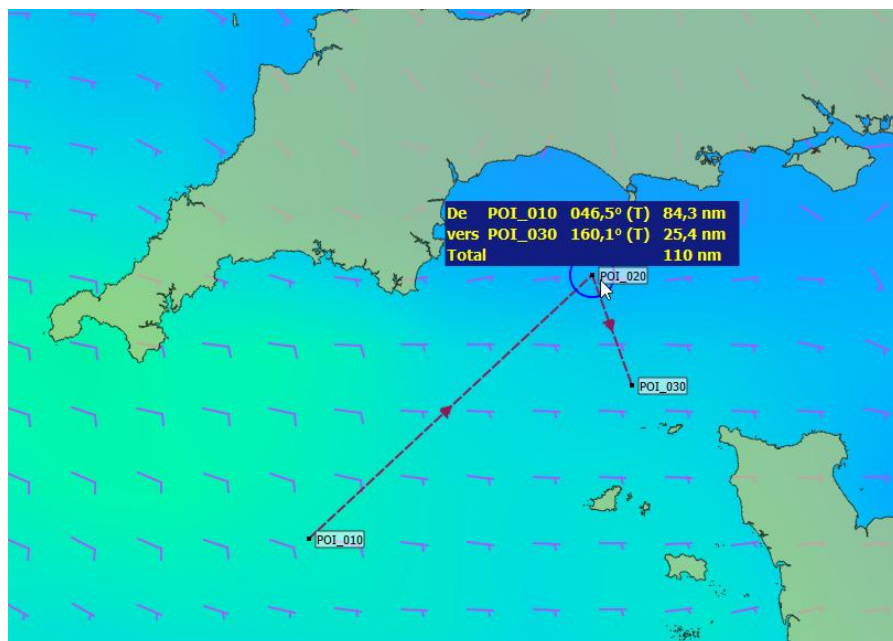 De POI_010 046,5° (T) 84,3 nm
vers POI_030 160,1° (T) 25,4 nm
Total 110 nm
POI_020
POI_030
POI_010